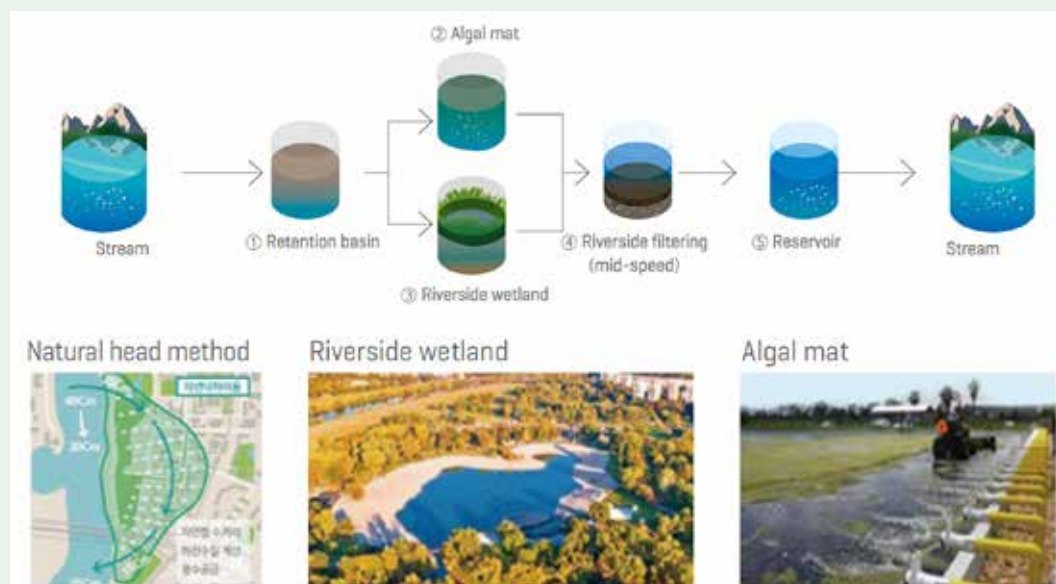 ② Algal mat
Stream
① Retention basin
③ Riverside wetland
④ Riverside filtering
(mid-speed)
⑤ Reservoir
Stream
Natural head method
Riverside wetland
Algal mat